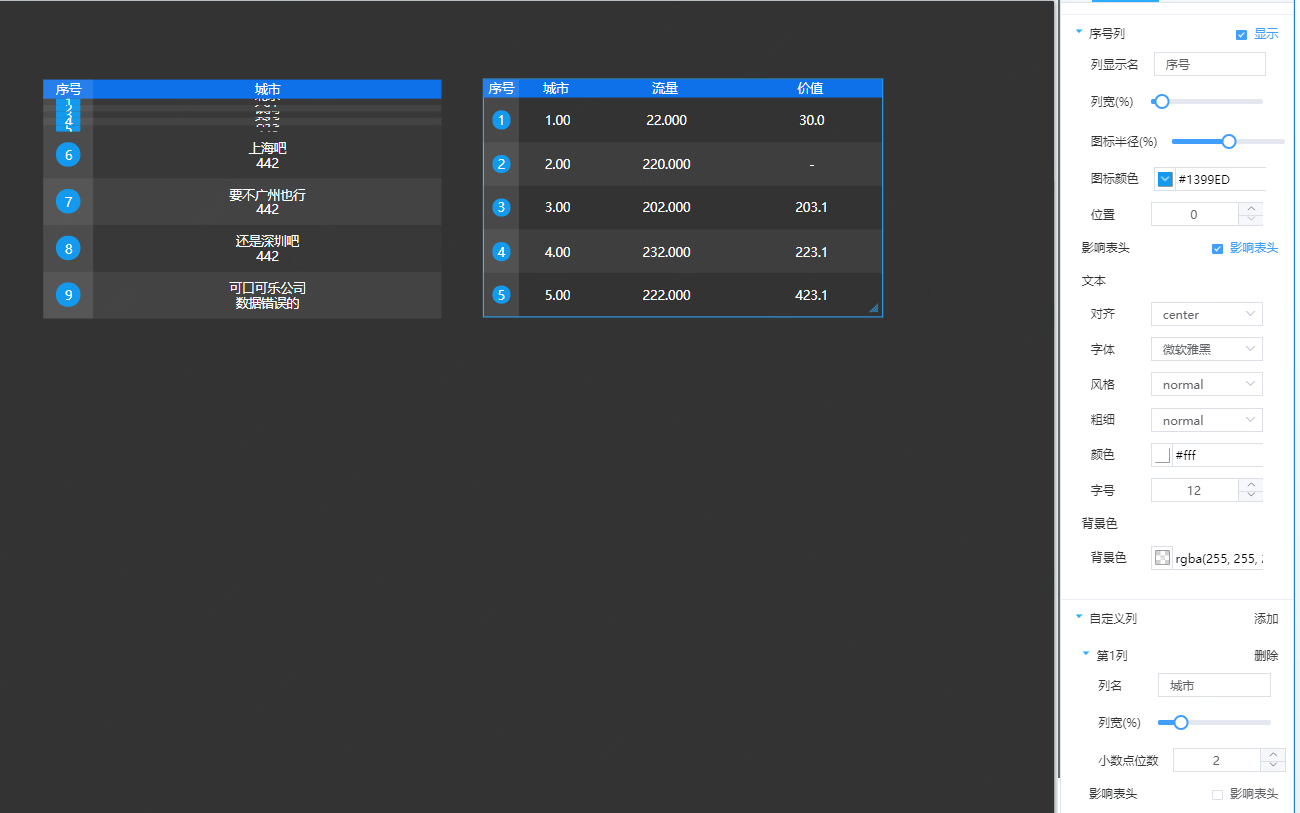 序号 城市
1
2
4
5
6 上海吧
442
7 要不广州也行
442
8 还是深圳吧
442
9 可口可乐公司
数据错误的
序号 城市 流量 价值
1 1.00 22.000 30.0
2 2.00 220.000 -
3 3.00 202.000 203.1
4 4.00 232.000 223.1
5 5.00 222.000 423.1
序号列 显示
列显示名 序号
列宽(%)
图标半径(%)
图标颜色 #1399ED
位置 0
影响表头 影响表头
文本
对齐 center
字体 微软雅黑
风格 normal
粗细 normal
颜色 #fff
字号 12
背景色
背景色 rgba(255, 255,
自定义列 添加
第1列 删除
列名 城市
列宽(%)
小数点位数 2
影响表头 影响表头